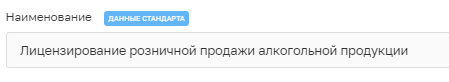 Наименование ДАННЫЕ СТАНДАРТА
Лицензирование розничной продажи алкогольной продукции